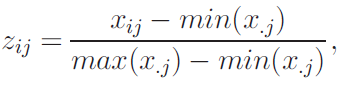 z_{ij} = \frac{x_{ij} - min(x_{.j})}{max(x_{.j}) - min(x_{.j})},